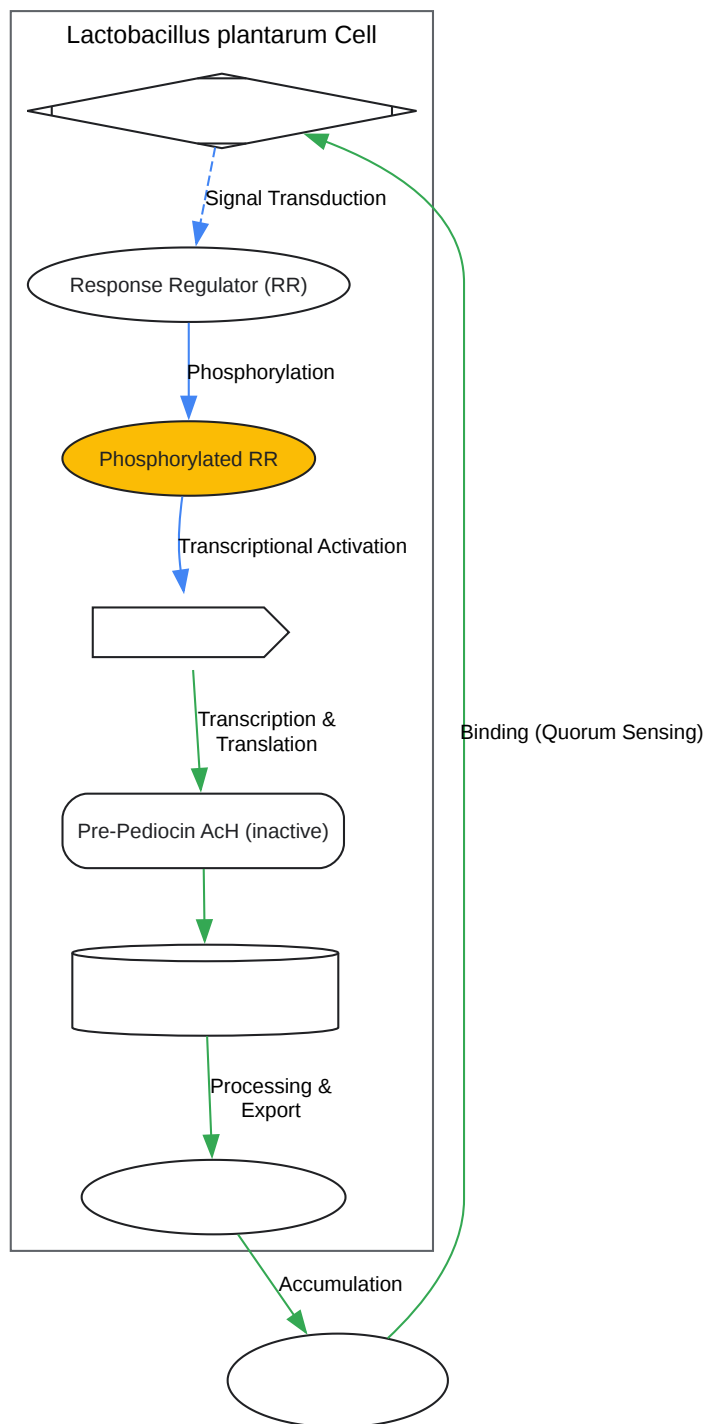 Lactobacillus plantarum Cell
Signal Transduction
Response Regulator (RR)
Phosphorylation
Phosphorylated RR
Transcriptional Activation
Transcription &
Translation
Binding (Quorum Sensing)
Pre-Pediocin AcH (inactive)
Processing &
Export
Accumulation